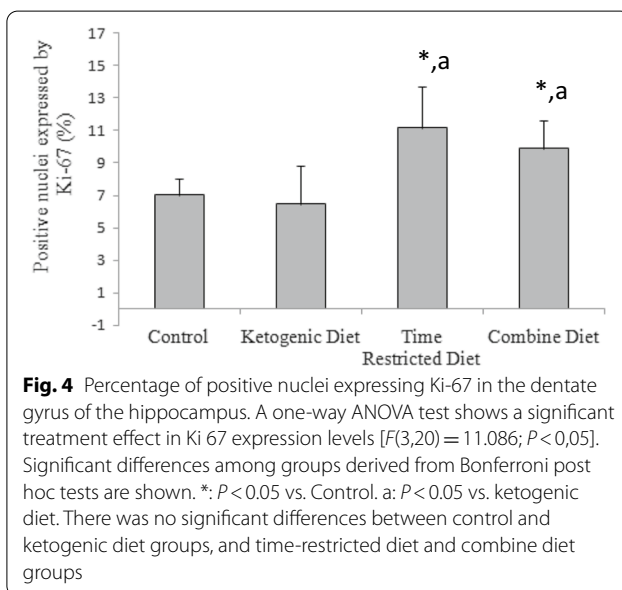 17
15
13
11
9
7
5
3
1
-1
Positive nuclei expressed by
Ki-67 (%)
*,a
*,a
Control
Ketogenic Diet
Time
Restricted Diet
Combine Diet
Fig. 4 Percentage of positive nuclei expressing Ki-67 in the dentate
gyrus of the hippocampus. A one-way ANOVA test shows a significant
treatment effect in Ki 67 expression levels [F(3,20) = 11.086; P < 0,05].
Significant differences among groups derived from Bonferroni post
hoc tests are shown. *: P < 0.05 vs. Control. a: P < 0.05 vs. ketogenic
diet. There was no significant differences between control and
ketogenic diet groups, and time-restricted diet and combine diet
groups